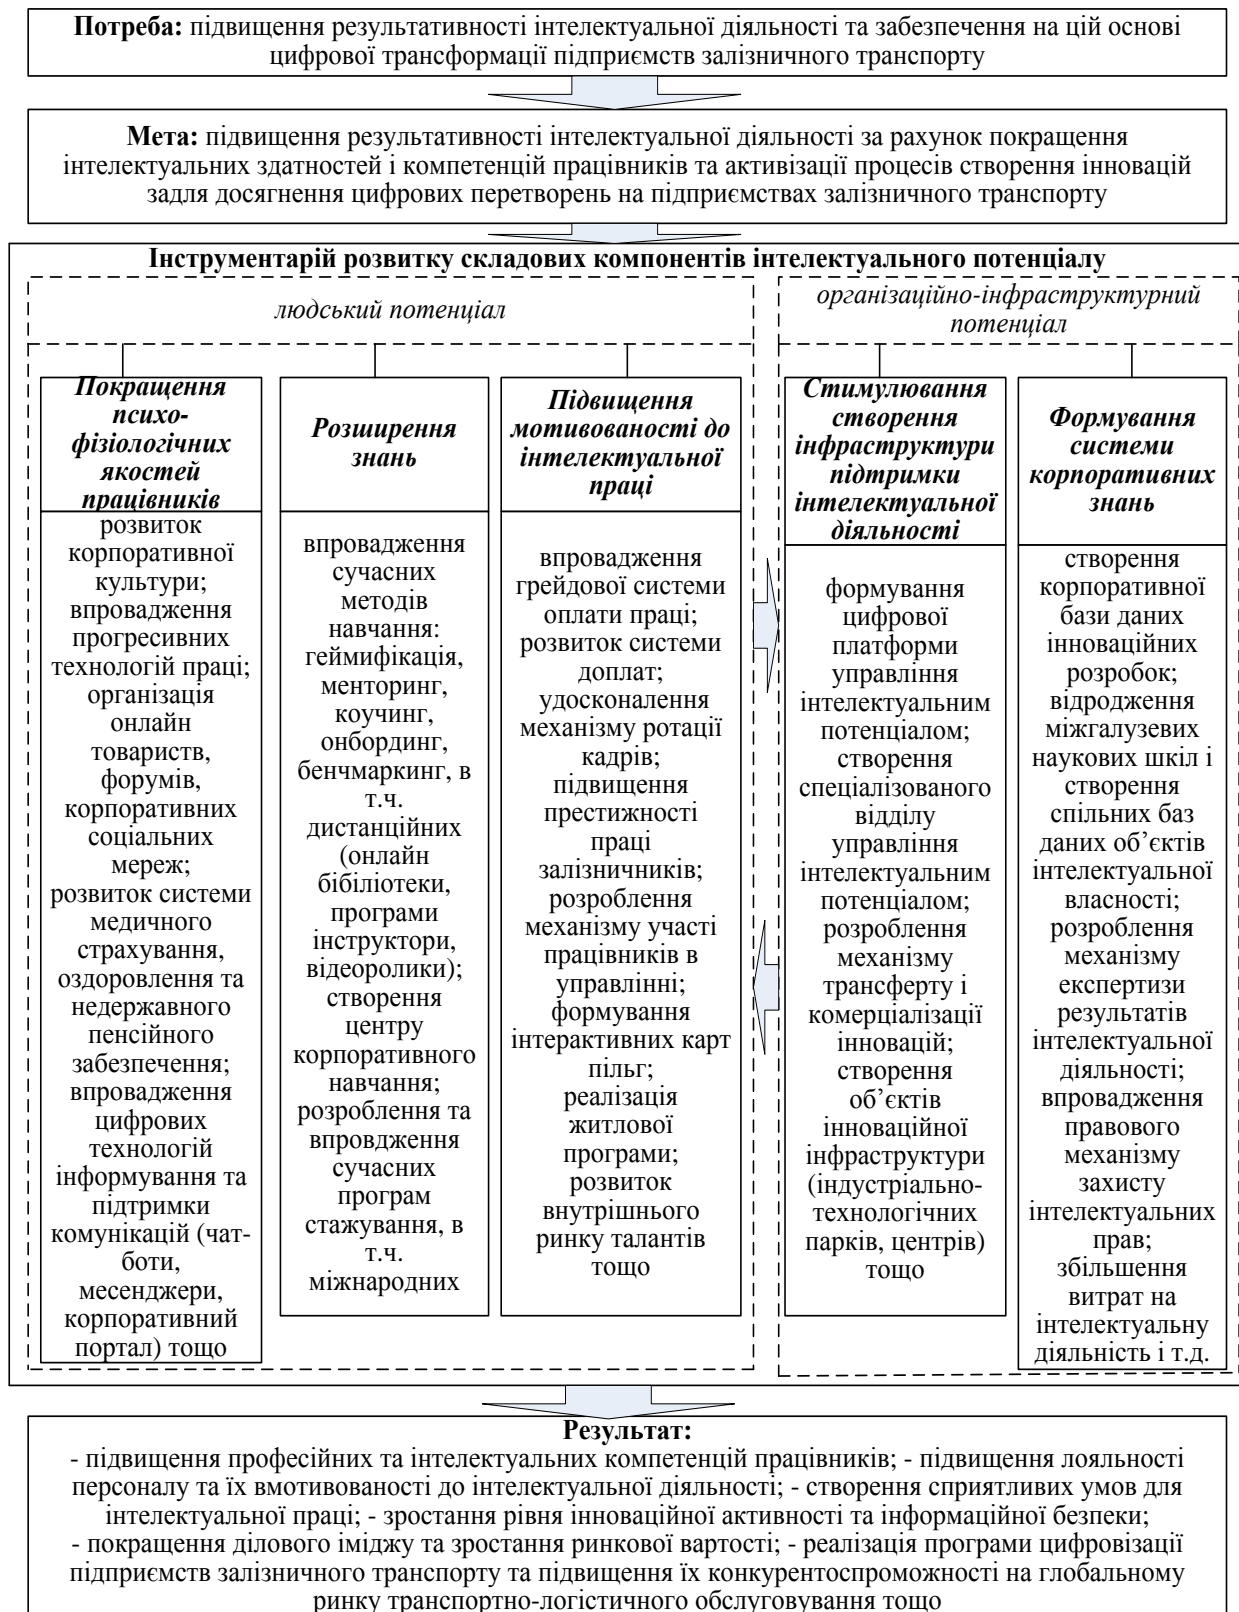 Потреба: підвищення результативності інтелектуальної діяльності та забезпечення на цій основі
цифрової трансформації підприємств залізничного транспорту
Мета: підвищення результативності інтелектуальної діяльності за рахунок покращення
інтелектуальних здатностей і компетенцій працівників та активізації процесів створення інновацій
задля досягнення цифрових перетворень на підприємствах залізничного транспорту
Інструментарій розвитку складових компонентів інтелектуального потенціалу
людський потенціал
Покращення
психо-
фізіологічних
якостей
працівників
розвиток
корпоративної
культури;
впровадження
прогресивних
технологій праці;
організація
онлайн
товариств,
форумів,
корпоративних
соціальних
мереж;
розвиток системи
медичного
страхування,
оздоровлення та
недержавного
пенсійного
забезпечення;
впровадження
цифрових
технологій
інформування та
підтримки
комунікацій (чат-
боти,
месенджери,
корпоративний
портал) тощо
Розширення
знань
впровадження
сучасних
методів
навчання:
геймифікація,
менторинг,
коучинг,
онбординг,
бенчмаркинг, в
т.ч.
дистанційних
(онлайн
бібліотеки,
програми
інструктори,
відеоролики);
створення
центру
корпоративного
навчання;
розроблення та
впровдження
сучасних
програм
стажування, в
т.ч.
міжнародних
Підвищення
мотивованості до
інтелектуальної
праці
впровадження
грейдової системи
оплати праці;
розвиток системи
доплат;
удосконалення
механізму ротації
кадрів;
підвищення
престижності
праці
залізничників;
розроблення
механізму участі
працівників в
управлінні;
формування
інтерактивних карт
пільг;
реалізація
житлової
програми;
розвиток
внутрішнього
ринку талантів
тощо
організаційно-інфраструктурний
потенціал
Стимулювання
створення
інфраструктури
підтримки
інтелектуальної
діяльності
формування
цифрової
платформи
управління
інтелектуальним
потенціалом;
створення
спеціалізованого
відділу
управління
інтелектуальним
потенціалом;
розроблення
механізму
трансферту і
комерціалізації
інновацій;
створення
об’єктів
інноваційної
інфраструктури
(індустріально-
технологічних
парків, центрів)
тощо
Формування
системи
корпоративних
знань
створення
корпоративної
бази даних
інноваційних
розробок;
відродження
міжгалузевих
наукових шкіл і
створення
спільних баз
даних об’єктів
інтелектуальної
власності;
розроблення
механізму
експертизи
результатів
інтелектуальної
діяльності;
впровадження
правового
механізму
захисту
інтелектуальних
прав;
збільшення
витрат на
інтелектуальну
діяльність і т.д.
Результат:
- підвищення професійних та інтелектуальних компетенцій працівників; - підвищення лояльності
персоналу та їх вмотивованості до інтелектуальної діяльності; - створення сприятливих умов для
інтелектуальної праці; - зростання рівня інноваційної активності та інформаційної безпеки;
- покращення ділового іміджу та зростання ринкової вартості; - реалізація програми цифровізації
підприємств залізничного транспорту та підвищення їх конкурентоспроможності на глобальному
ринку транспортно-логістичного обслуговування тощо